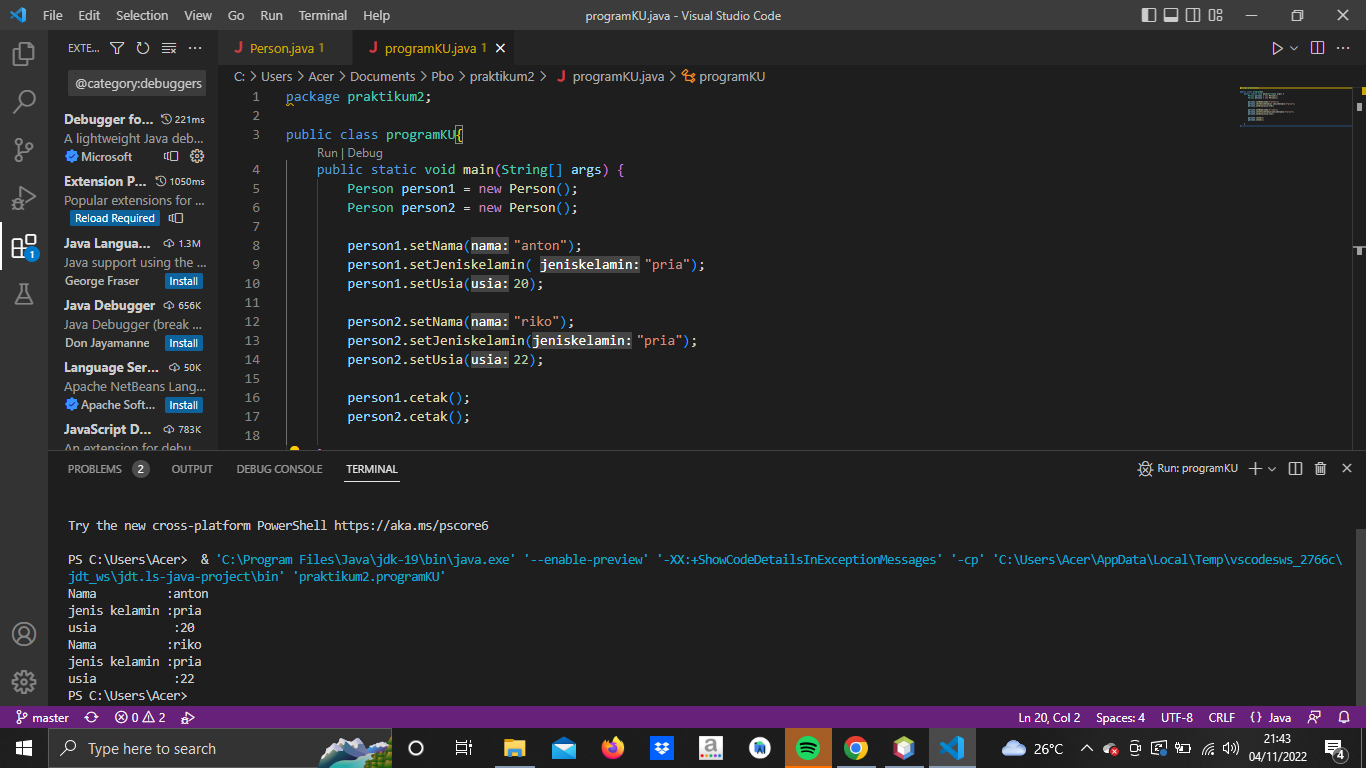 File Edit Selection View Go Run Terminal Help programKU.java - Visual Studio Code
EXTE... Person.java 1 programKU.java 1
@category:debuggers
C: > Users > Acer > Documents > Pbo > praktikum2 > programKU.java > programKU
Debugger fo... 221ms
A lightweight Java deb...
Microsoft
Extension P... 1050ms
Popular extensions for ...
Reload Required
Java Langua... 1.3M
Java support using the ...
George Fraser Install
Java Debugger 656K
Java Debugger (break ...
Don Jayamanne Install
Language Ser... 50K
Apache NetBeans Lang...
Apache Soft... Install
JavaScript D... 783K
An extension for debu
1 package praktikum2;
2
3 public class programKU{
Run | Debug
4 public static void main(String[] args) {
5 Person person1 = new Person();
6 Person person2 = new Person();
7
8 person1.setNama(nama: "anton");
9 person1.setJeniskelamin( jeniskelamin: "pria");
10 person1.setUsia(usia: 20);
11
12 person2.setNama(nama: "riko");
13 person2.setJeniskelamin(jeniskelamin: "pria");
14 person2.setUsia(usia: 22);
15
16 person1.cetak();
17 person2.cetak();
18
PROBLEMS 2 OUTPUT DEBUG CONSOLE TERMINAL Run: programKU
Try the new cross-platform PowerShell https://aka.ms/pscore6
PS C:\Users\Acer> & 'C:\Program Files\Java\jdk-19\bin\java.exe' '--enable-preview' '-XX:+ShowCodeDetailsInExceptionMessages' '-cp' 'C:\Users\Acer\AppData\Local\Temp\vscodesws_2766c\
jdt_ws\jdt.ls-java-project\bin' 'praktikum2.programKU'
Nama :anton
jenis kelamin :pria
usia :20
Nama :riko
jenis kelamin :pria
usia :22
PS C:\Users\Acer>
master 0 2 Ln 20, Col 2 Spaces: 4 UTF-8 CRLF {} Java
Type here to search 26°C 21:43
04/11/2022 4